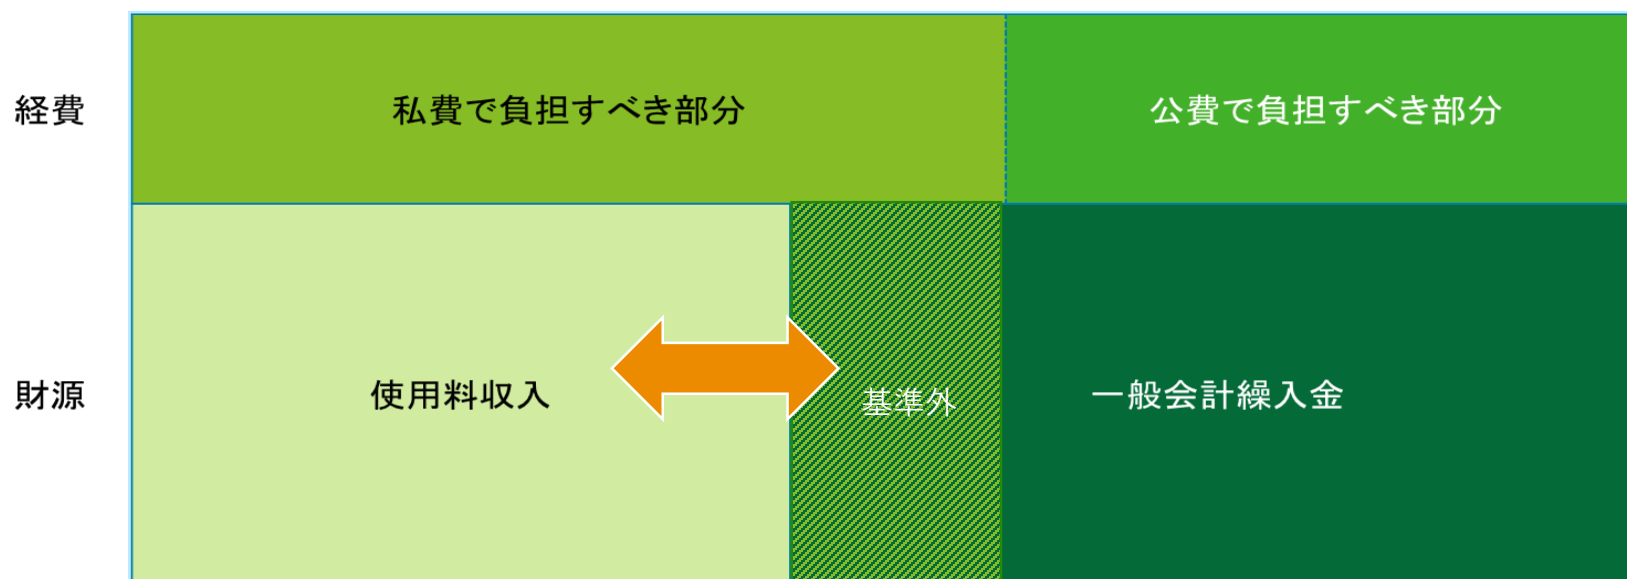 経費
私費で負担すべき部分
公費で負担すべき部分
財源
使用料収入
基準外
一般会計繰入金